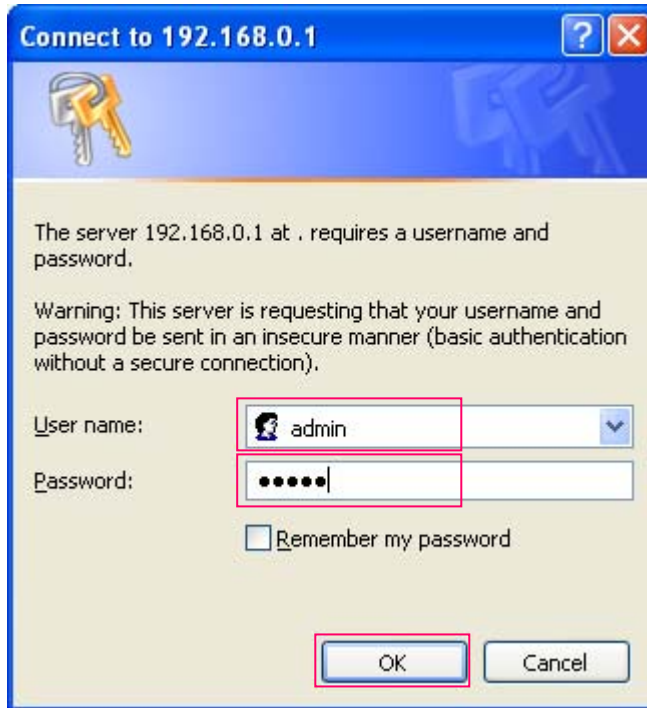 Connect to 192.168.0.1
The server 192.168.0.1 at . requires a username and
password.
Warning: This server is requesting that your username and
password be sent in an insecure manner (basic authentication
without a secure connection).
User name: admin
Password: •••••
Remember my password
OK Cancel